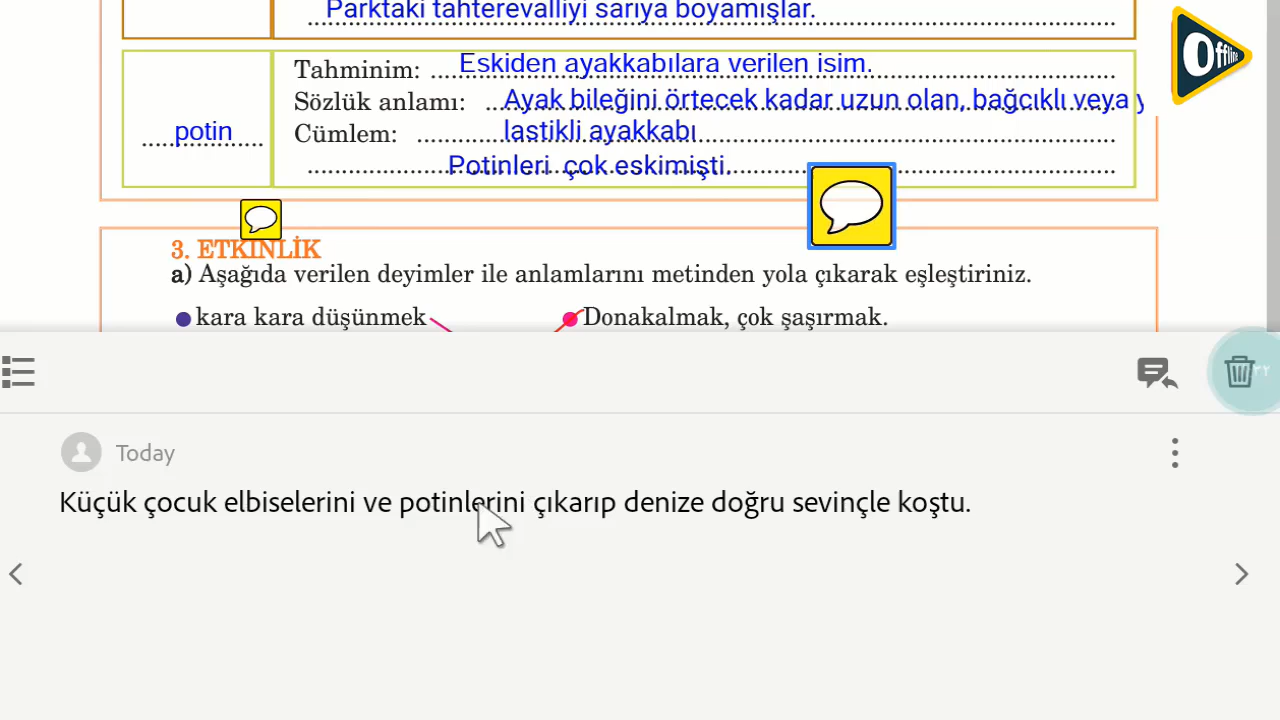 Parktaki tahterevalliyi sarıya boyamışlar.
Offline
Tahminim: Eskiden ayakkabılara verilen isim.
Sözlük anlamı: Ayak bileğini örtecek kadar uzun olan, bağcıklı veya y
potin
Cümlem: lastikli ayakkabı
Potinleri çok eskimişti.
3. ETKİNLİK
a) Aşağıda verilen deyimler ile anlamlarını metinden yola çıkarak eşleştiriniz.
kara kara düşünmek Donakalmak, çok şaşırmak.
Today
Küçük çocuk elbiselerini ve potinlerini çıkarıp denize doğru sevinçle koştu.